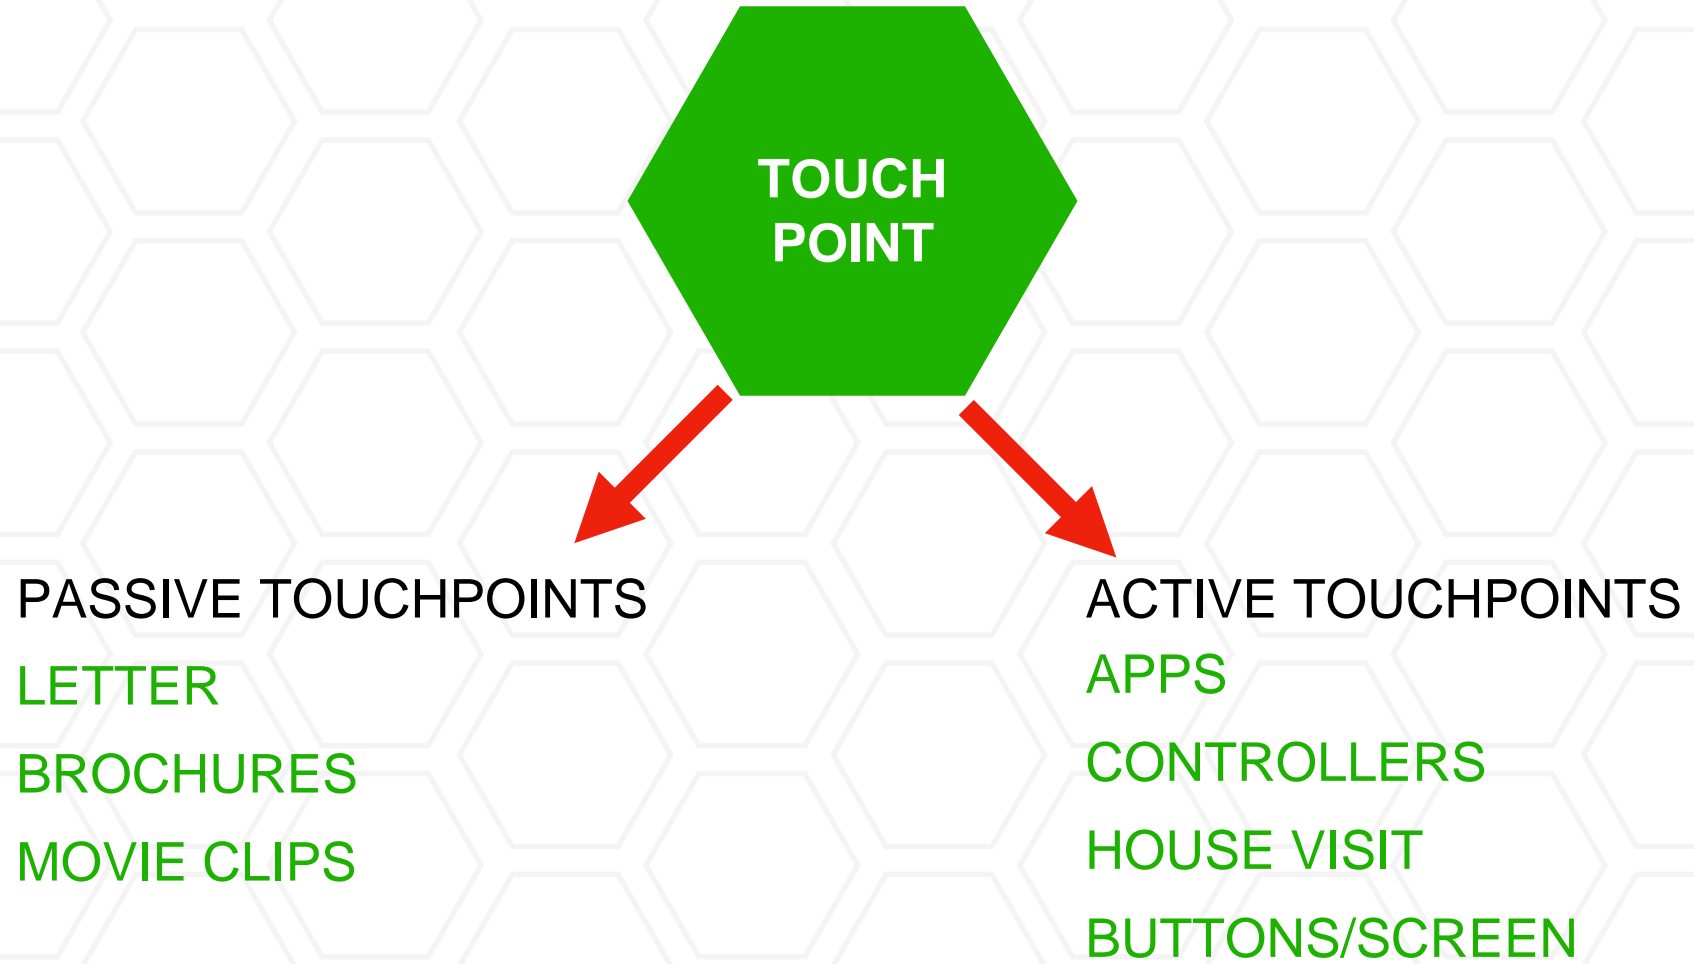 TOUCH
POINT
PASSIVE TOUCHPOINTS
LETTER
BROCHURES
MOVIE CLIPS
ACTIVE TOUCHPOINTS
APPS
CONTROLLERS
HOUSE VISIT
BUTTONS/SCREEN